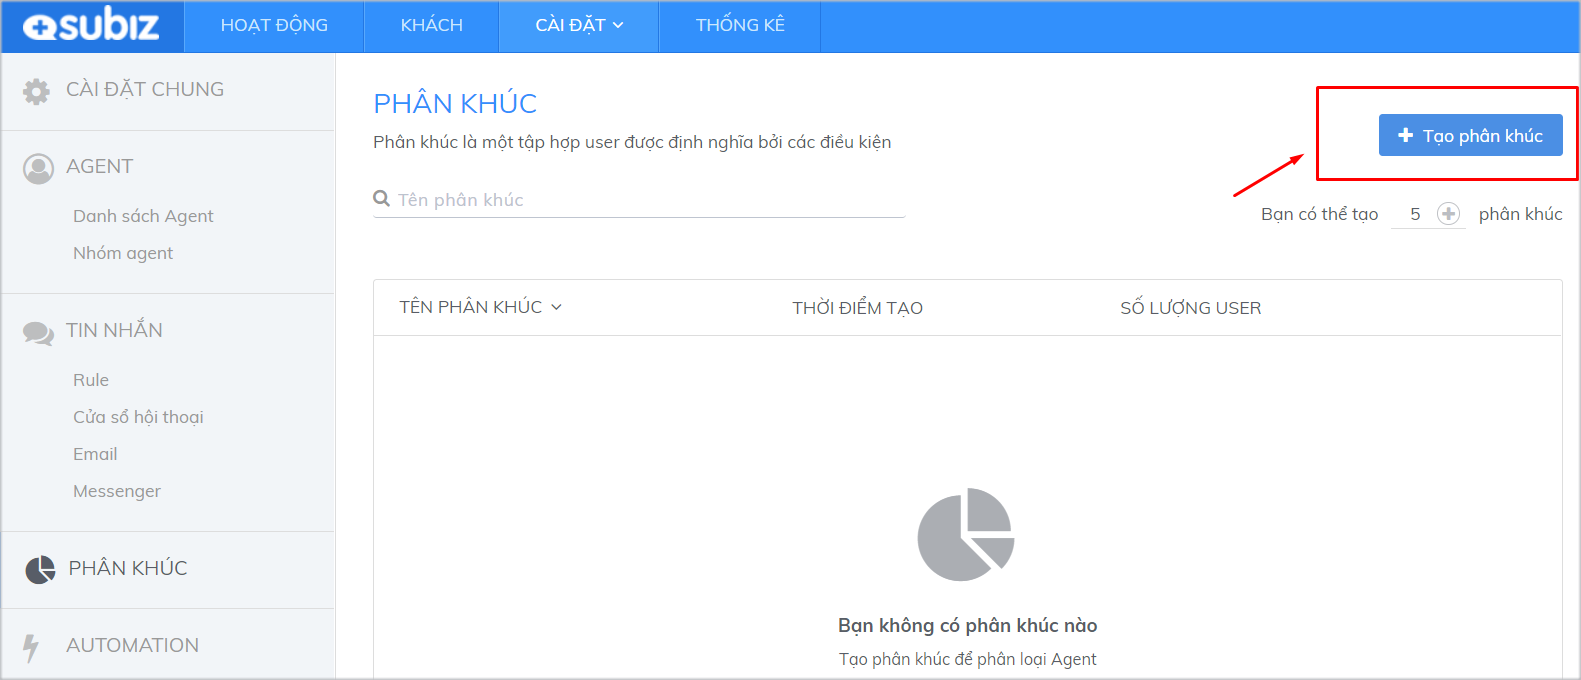 subiz
HOẠT ĐỘNG
KHÁCH
CÀI ĐẶT
THỐNG KÊ
CÀI ĐẶT CHUNG
AGENT
Danh sách Agent
Nhóm agent
TIN NHẮN
Rule
Cửa sổ hội thoại
Email
Messenger
PHÂN KHÚC
AUTOMATION
PHÂN KHÚC
Phân khúc là một tập hợp user được định nghĩa bởi các điều kiện
Tạo phân khúc
Tên phân khúc
Bạn có thể tạo 5 phân khúc
TÊN PHÂN KHÚC THỜI ĐIỂM TẠO SỐ LƯỢNG USER
Bạn không có phân khúc nào
Tạo phân khúc để phân loại Agent